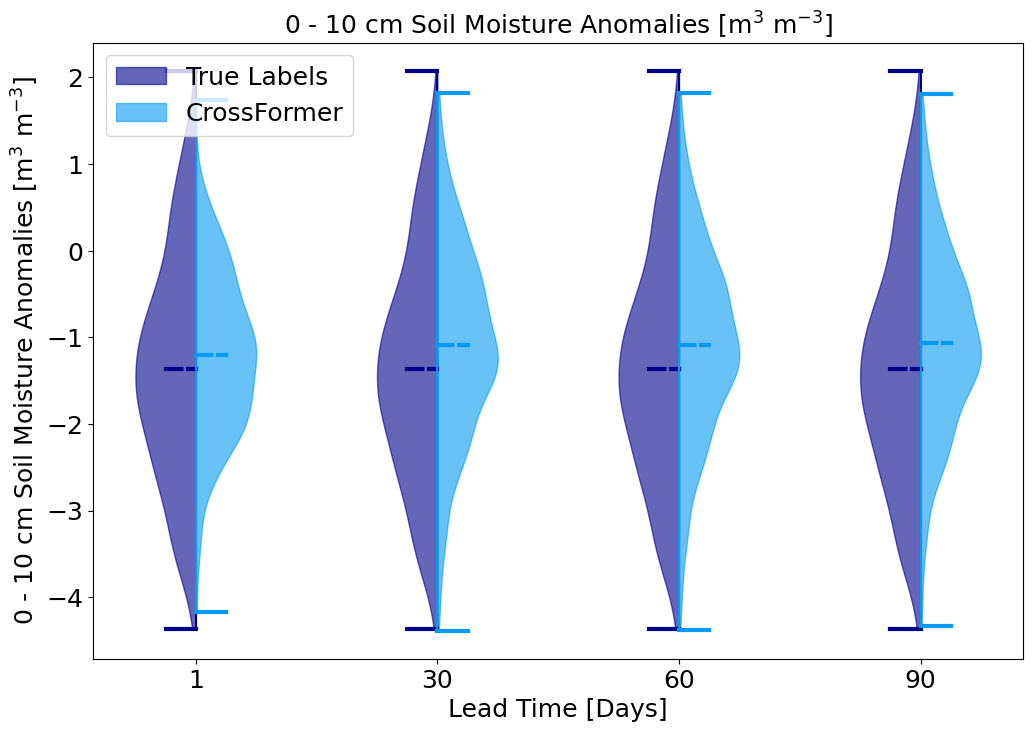 0 - 10 cm Soil Moisture Anomalies [m³ m⁻³]
True Labels
CrossFormer
0 - 10 cm Soil Moisture Anomalies [m³ m⁻³]
2
1
0
−1
−2
−3
−4
1 30 60 90
Lead Time [Days]